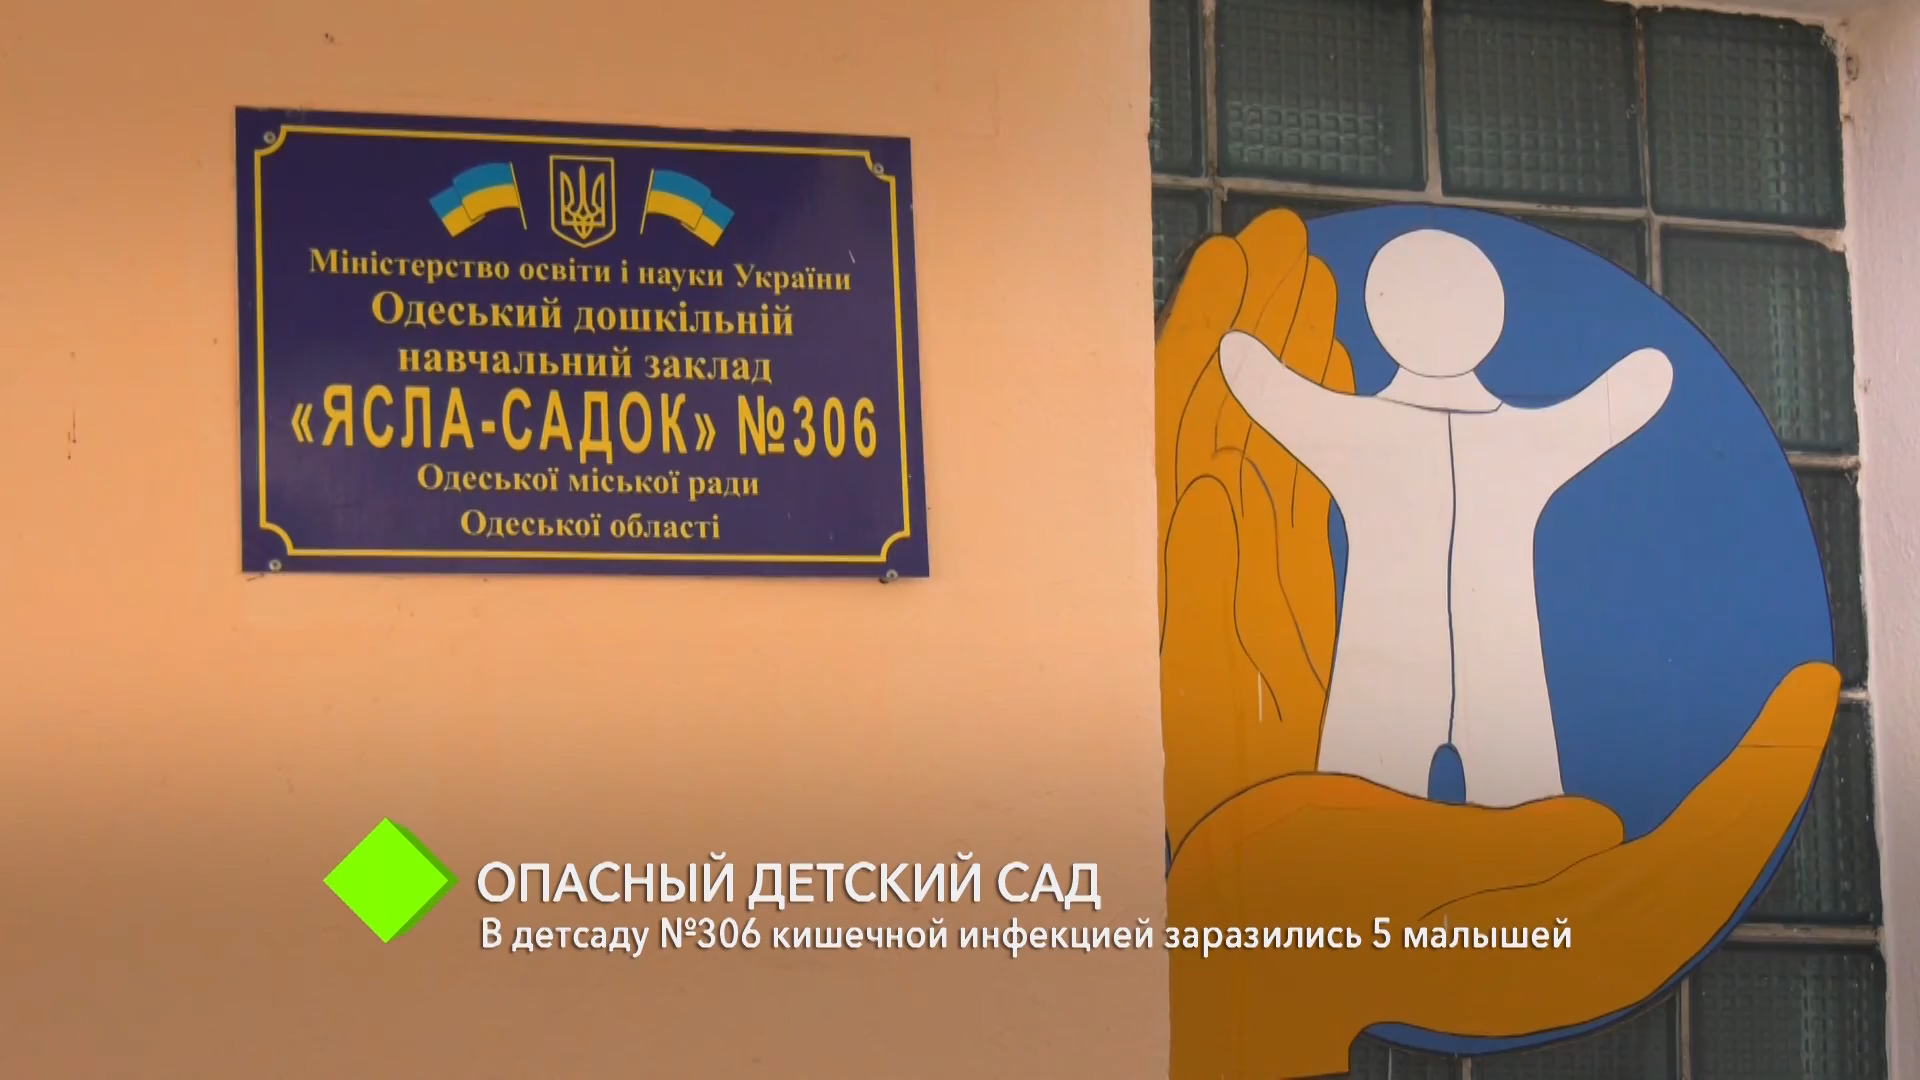 Міністерство освіти і науки України
Одеський дошкільній
навчальний заклад
«ЯСЛА-САДОК» №306
Одеської міської ради
Одеської області
ОПАСНЫЙ ДЕТСКИЙ САД
В детсаду №306 кишечной инфекцией заразились 5 малышей